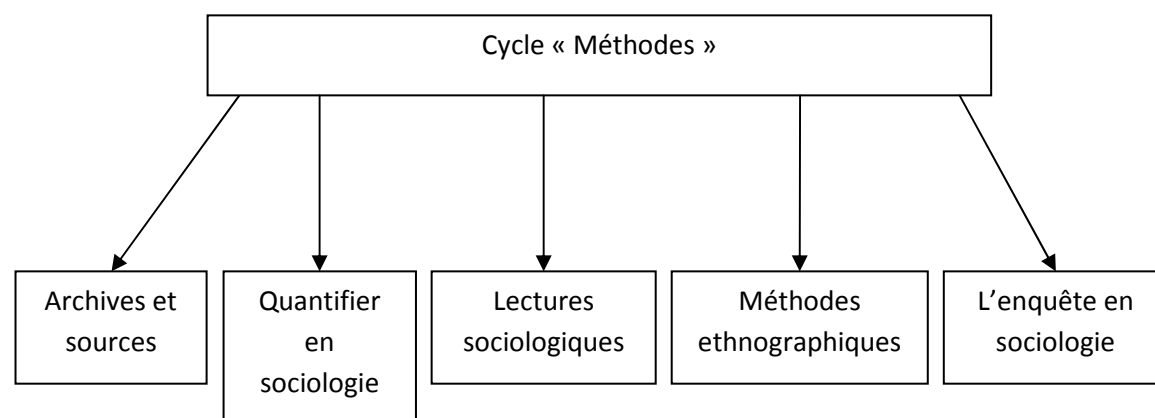 Cycle « Méthodes »
Archives et
sources
Quantifier
en
sociologie
Lectures
sociologiques
Méthodes
ethnographiques
L’enquête en
sociologie